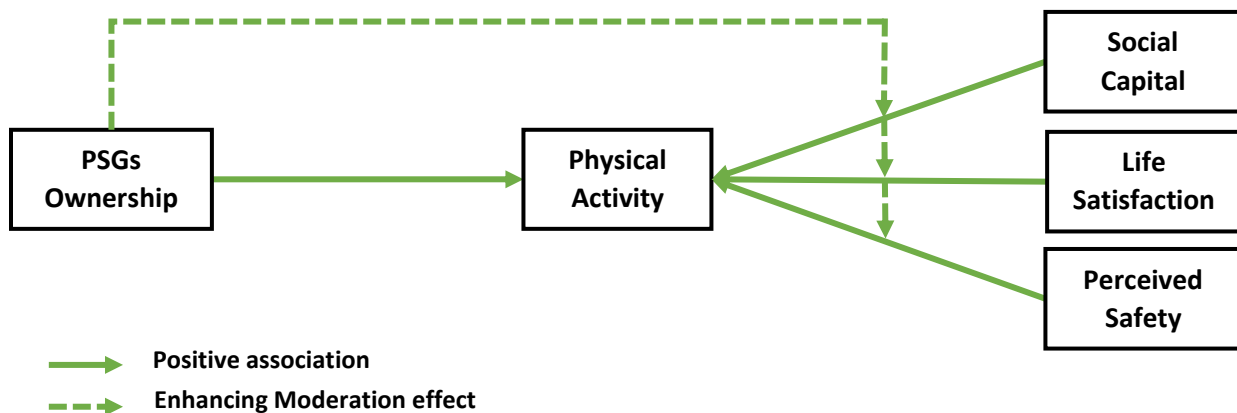 PSGs
Ownership
Physical
Activity
Social
Capital
Life
Satisfaction
Perceived
Safety
Positive association
Enhancing Moderation effect